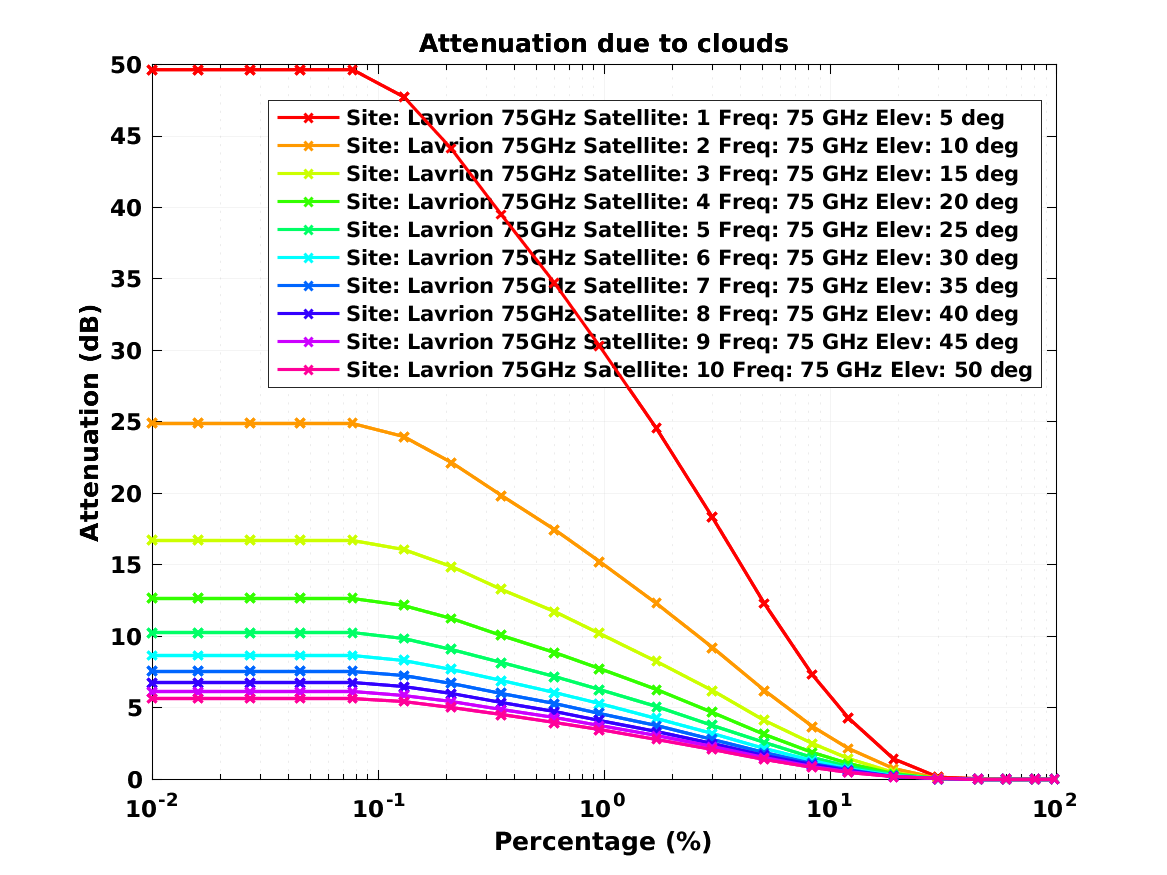 Attenuation due to clouds
50
45
40
35
30
25
20
15
10
5
0
Attenuation (dB)
Site: Lavrion 75GHz Satellite: 1 Freq: 75 GHz Elev: 5 deg
Site: Lavrion 75GHz Satellite: 2 Freq: 75 GHz Elev: 10 deg
Site: Lavrion 75GHz Satellite: 3 Freq: 75 GHz Elev: 15 deg
Site: Lavrion 75GHz Satellite: 4 Freq: 75 GHz Elev: 20 deg
Site: Lavrion 75GHz Satellite: 5 Freq: 75 GHz Elev: 25 deg
Site: Lavrion 75GHz Satellite: 6 Freq: 75 GHz Elev: 30 deg
Site: Lavrion 75GHz Satellite: 7 Freq: 75 GHz Elev: 35 deg
Site: Lavrion 75GHz Satellite: 8 Freq: 75 GHz Elev: 40 deg
Site: Lavrion 75GHz Satellite: 9 Freq: 75 GHz Elev: 45 deg
Site: Lavrion 75GHz Satellite: 10 Freq: 75 GHz Elev: 50 deg
10^-2 10^-1 10^0 10^1 10^2
Percentage (%)